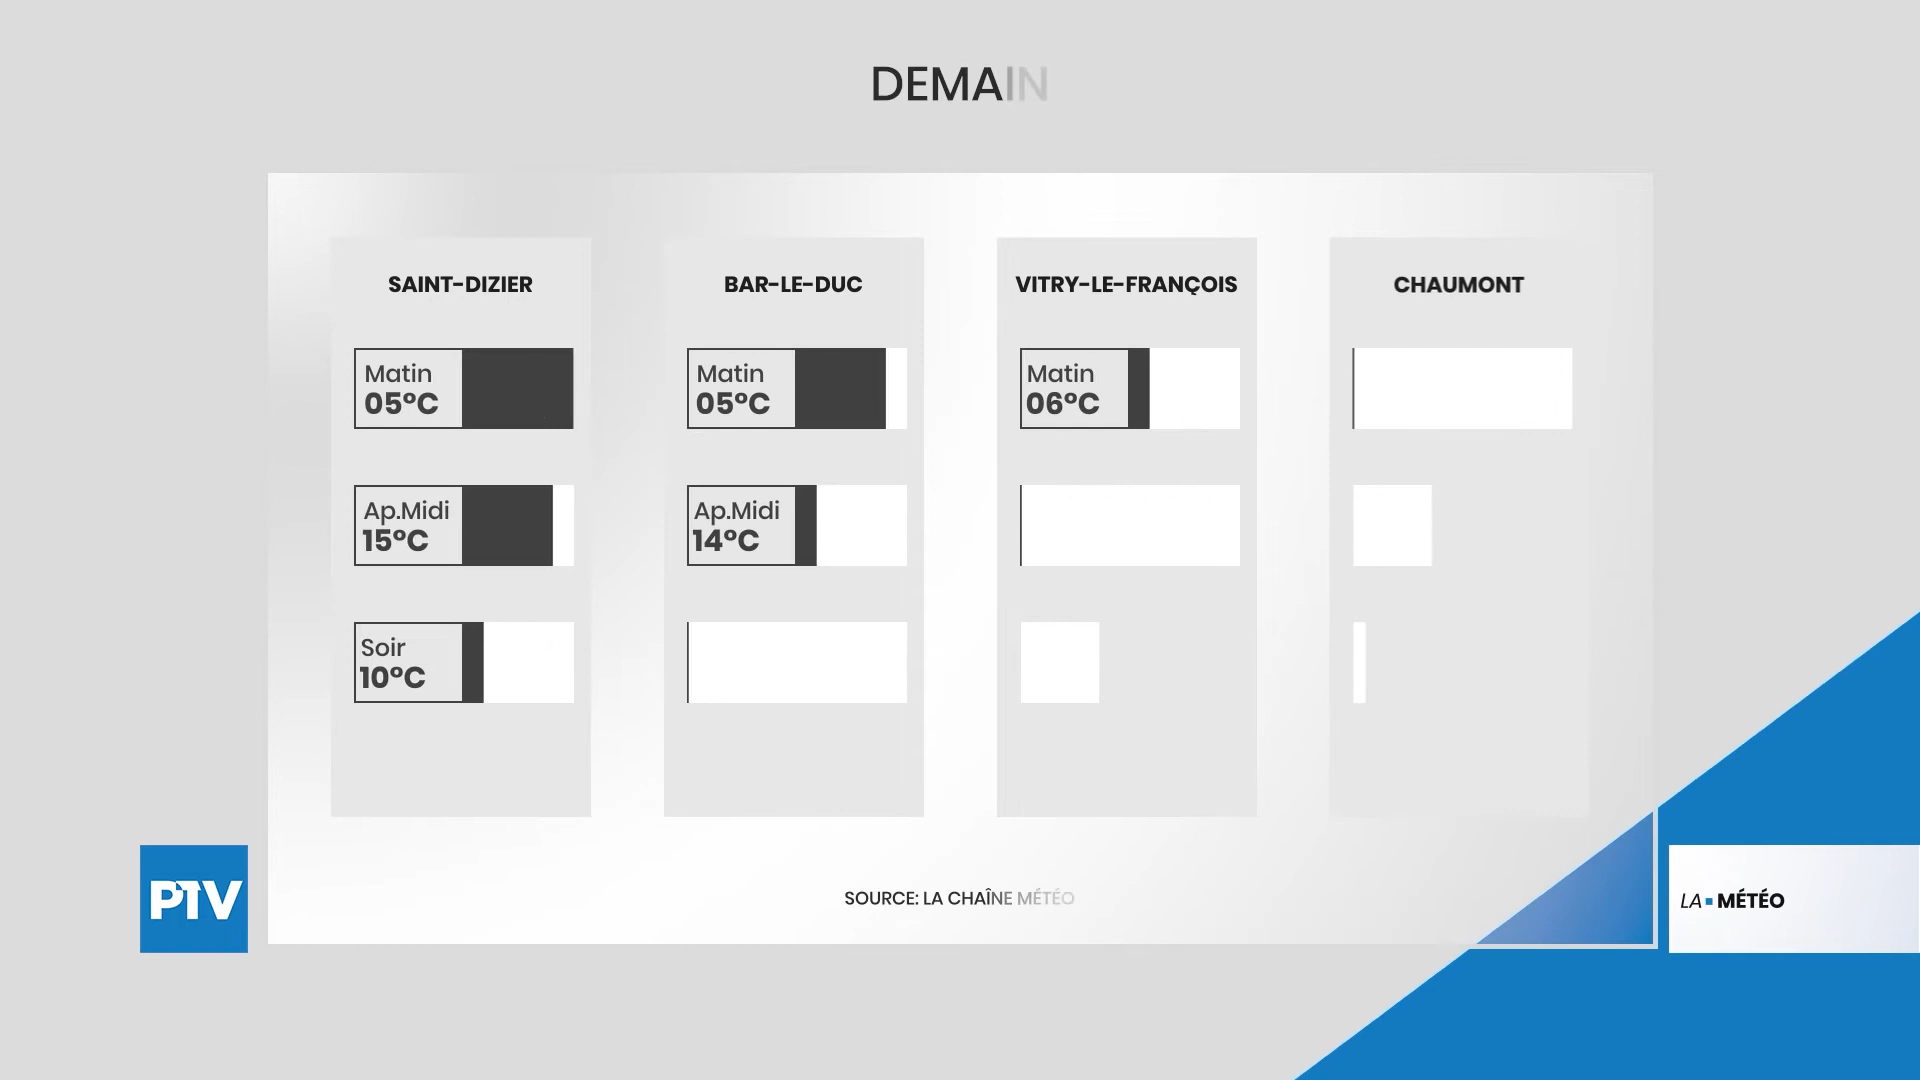 DEMAIN
SAINT-DIZIER
Matin
05°C
Ap.Midi
15°C
Soir
10°C
BAR-LE-DUC
Matin
05°C
Ap.Midi
14°C
VITRY-LE-FRANÇOIS
Matin
06°C
CHAUMONT
SOURCE: LA CHAÎNE MÉTÉO
PTV
LA MÉTÉO